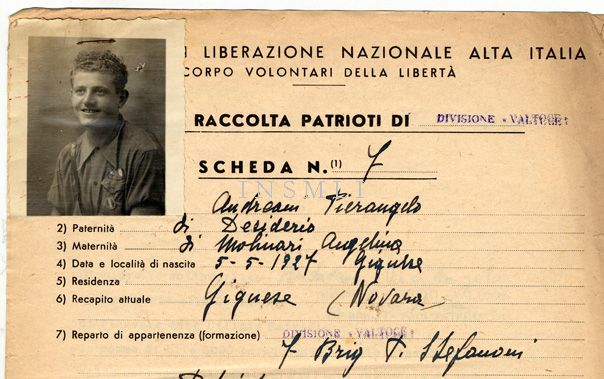 DI LIBERAZIONE NAZIONALE ALTA ITALIA
CORPO VOLONTARI DELLA LIBERTÀ
RACCOLTA PATRIOTI DI DIVISIONE "VALTOCE"
SCHEDA N. (1) 7
INSMLI
Andreani Pierangelo
2) Paternità di Desiderio
3) Maternità di Molinari Angelina
4) Data e località di nascita 5-5-1927 Gignese
5) Residenza
6) Recapito attuale Gignese (Novara)
7) Reparto di appartenenza (formazione) DIVISIONE "VALTOCE"
7 Brig P. Stefanoni